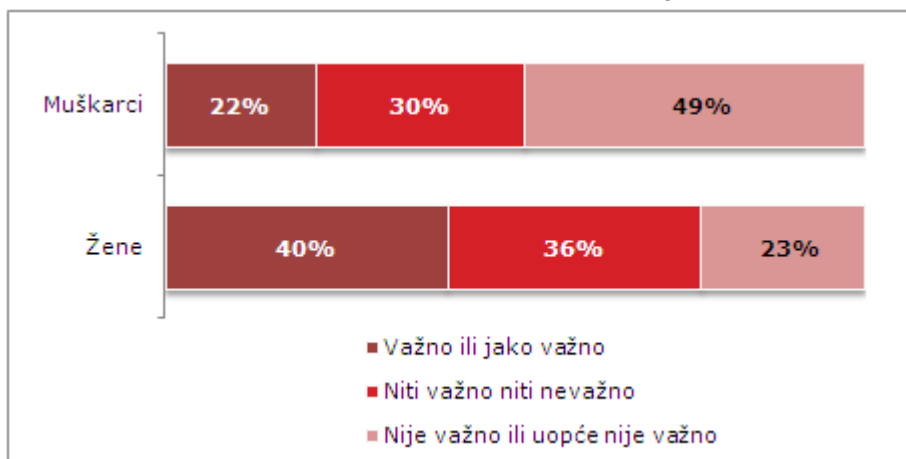 Muškarci
22% 30% 49%
Žene
40% 36% 23%
Važno ili jako važno
Niti važno niti nevažno
Nije važno ili uopće nije važno